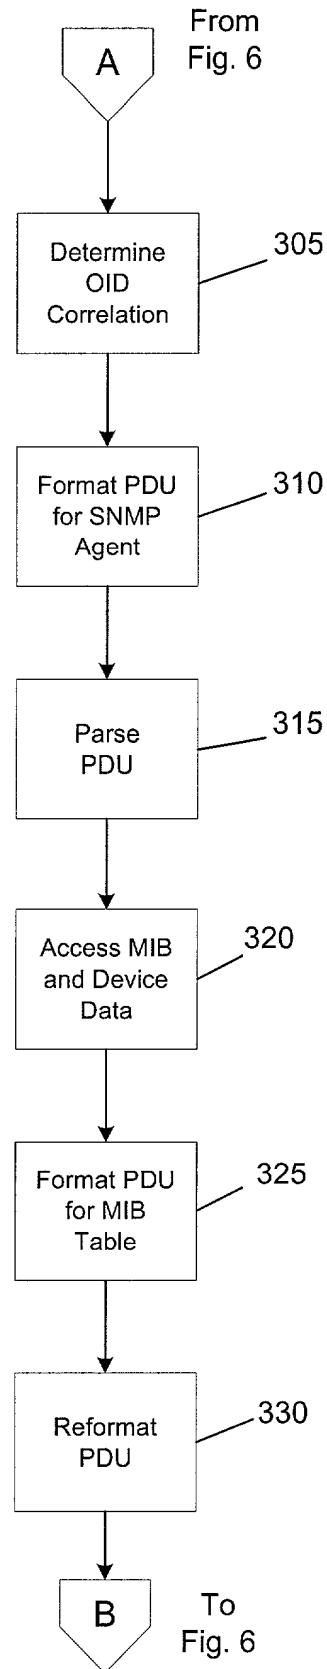 From
Fig. 6
A
Determine
OID
Correlation
305
Format PDU
for SNMP
Agent
310
Parse
PDU
315
Access MIB
and Device
Data
320
Format PDU
for MIB
Table
325
Reformat
PDU
330
B
To
Fig. 6